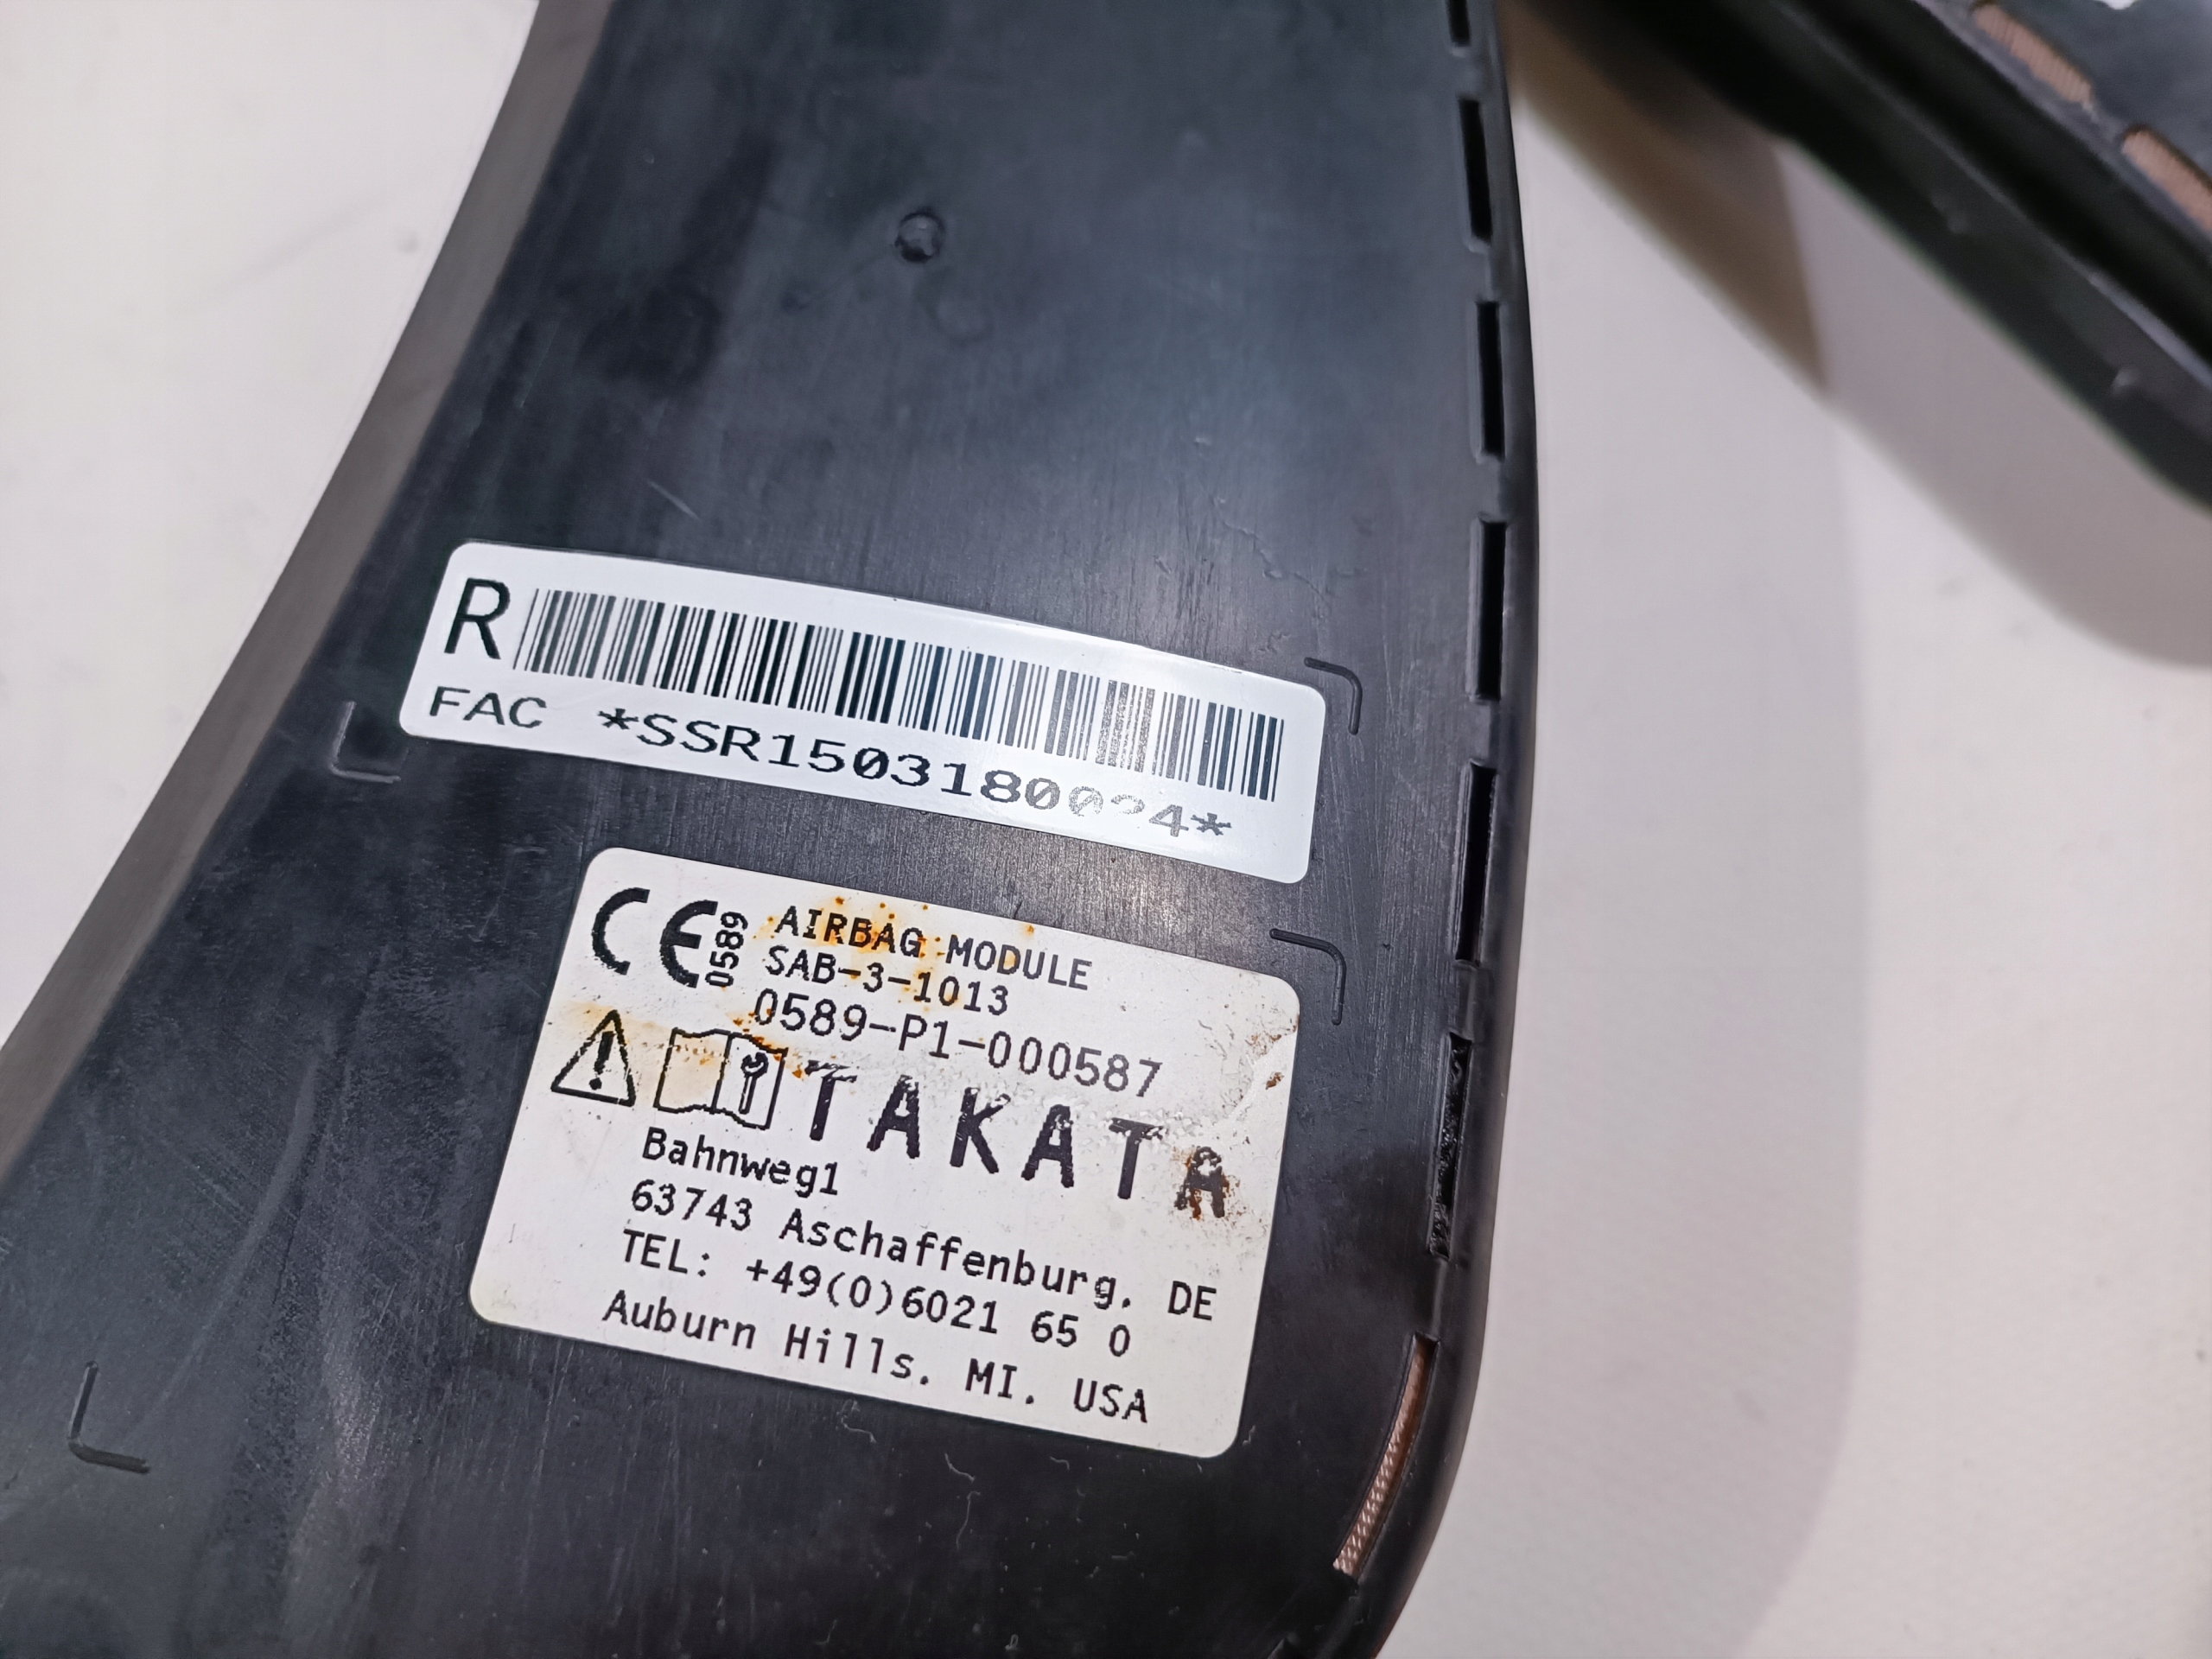 R
FAC *SSR1503180024*
CE 0589
AIRBAG MODULE
SAB-3-1013
0589-P1-000587
TAKATA
Bahnweg1
63743 Aschaffenburg, DE
TEL: +49(0)6021 65 0
Auburn Hills. MI. USA